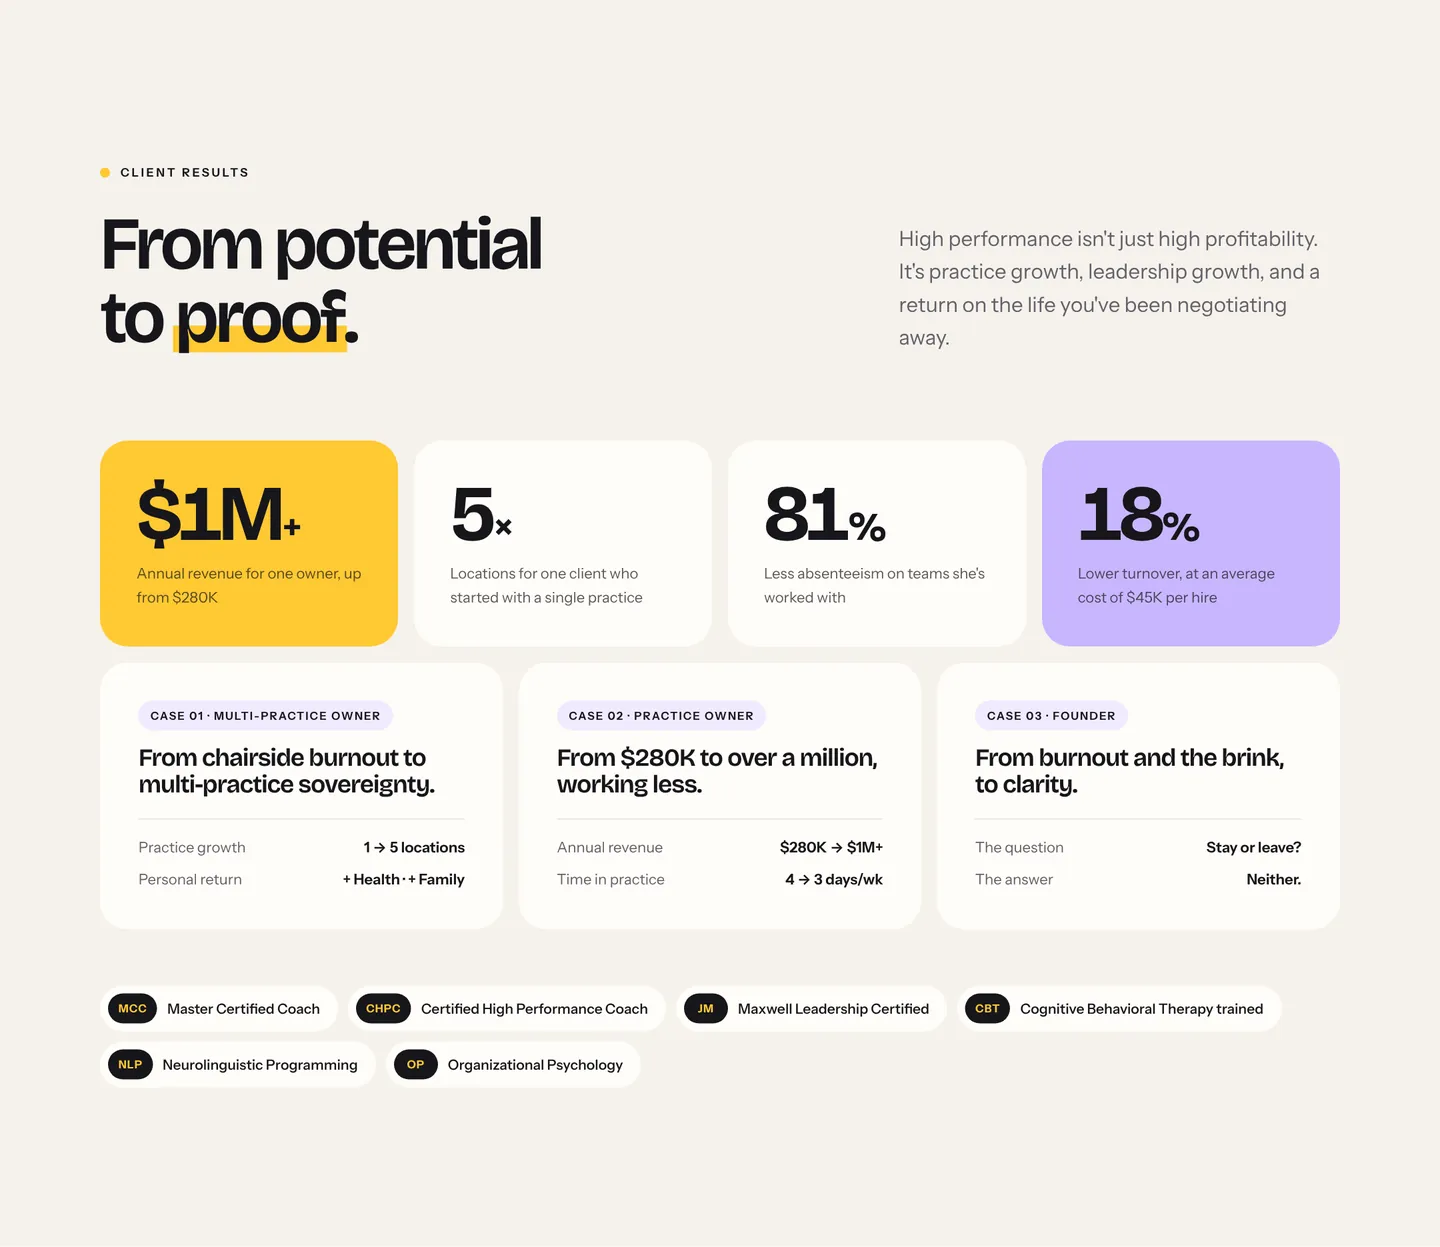 CLIENT RESULTS
From potential
to proof.
High performance isn't just high profitability.
It's practice growth, leadership growth, and a
return on the life you've been negotiating
away.
$1M+
Annual revenue for one owner, up
from $280K
5×
Locations for one client who
started with a single practice
81%
Less absenteeism on teams she's
worked with
18%
Lower turnover, at an average
cost of $45K per hire
CASE 01 · MULTI-PRACTICE OWNER
From chairside burnout to
multi-practice sovereignty.
Practice growth 1 → 5 locations
Personal return + Health · + Family
CASE 02 · PRACTICE OWNER
From $280K to over a million,
working less.
Annual revenue $280K → $1M+
Time in practice 4 → 3 days/wk
CASE 03 · FOUNDER
From burnout and the brink,
to clarity.
The question Stay or leave?
The answer Neither.
MCC Master Certified Coach
CHPC Certified High Performance Coach
JM Maxwell Leadership Certified
CBT Cognitive Behavioral Therapy trained
NLP Neurolinguistic Programming
OP Organizational Psychology